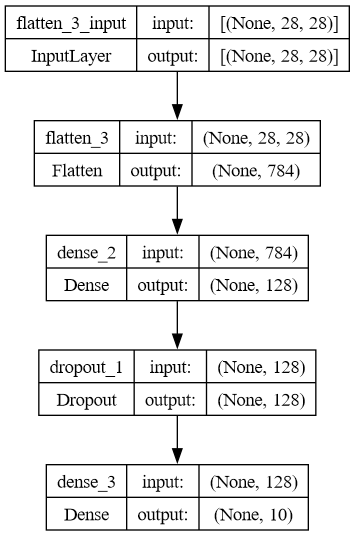 flatten_3_input input: [(None, 28, 28)]
InputLayer output: [(None, 28, 28)]
flatten_3 input: (None, 28, 28)
Flatten output: (None, 784)
dense_2 input: (None, 784)
Dense output: (None, 128)
dropout_1 input: (None, 128)
Dropout output: (None, 128)
dense_3 input: (None, 128)
Dense output: (None, 10)